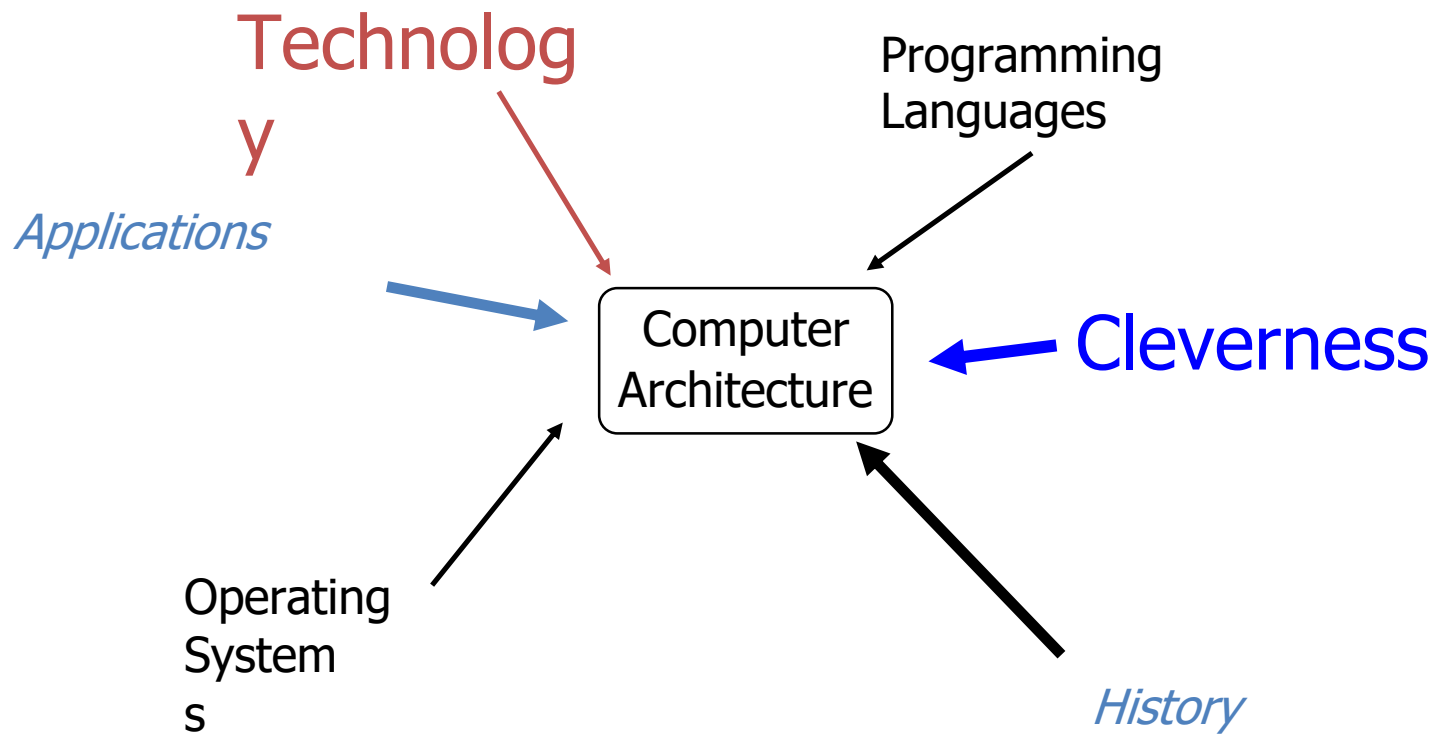 Technolog
y
Programming
Languages
Applications
Computer
Architecture
Cleverness
Operating
System
s
History